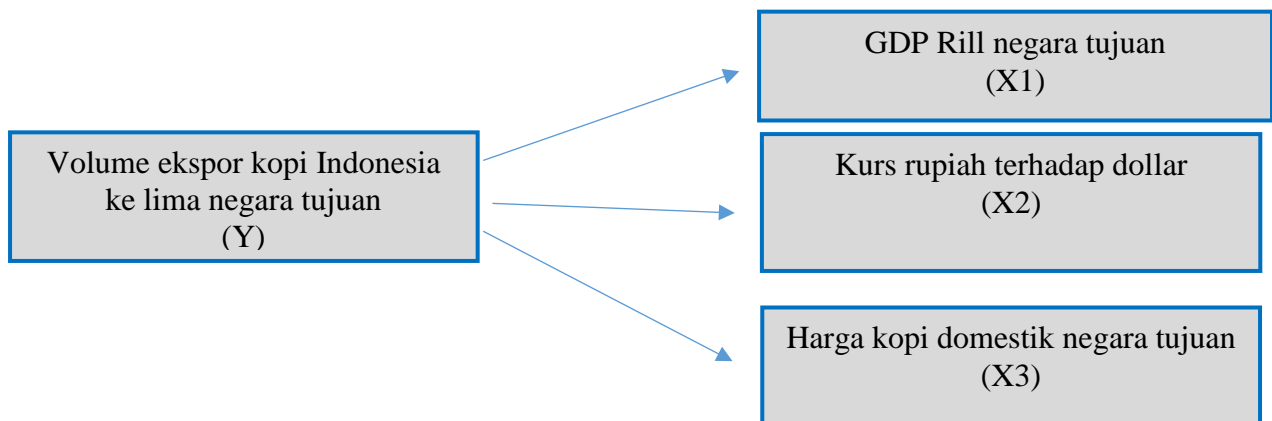 GDP Rill negara tujuan
(X1)
Volume ekspor kopi Indonesia
ke lima negara tujuan
(Y)
Kurs rupiah terhadap dollar
(X2)
Harga kopi domestik negara tujuan
(X3)